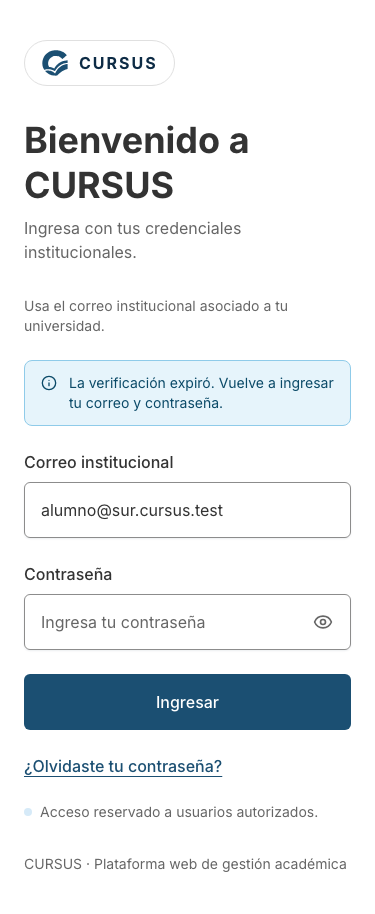 CURSUS
Bienvenido a
CURSUS
Ingresa con tus credenciales
institucionales.
Usa el correo institucional asociado a tu
universidad.
La verificación expiró. Vuelve a ingresar
tu correo y contraseña.
Correo institucional
alumno@sur.cursus.test
Contraseña
Ingresa tu contraseña
Ingresar
¿Olvidaste tu contraseña?
Acceso reservado a usuarios autorizados.
CURSUS · Plataforma web de gestión académica